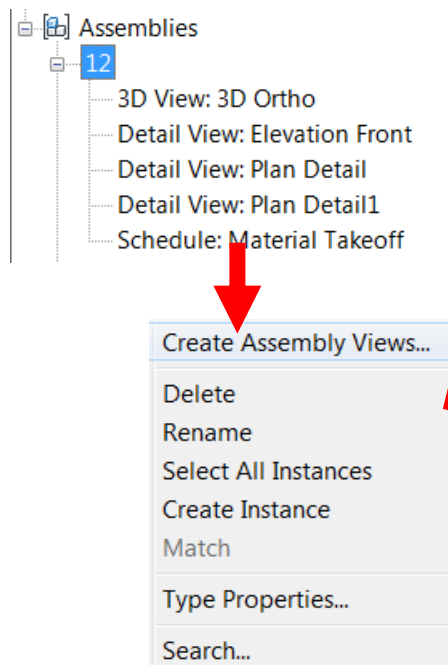 Assemblies
12
3D View: 3D Ortho
Detail View: Elevation Front
Detail View: Plan Detail
Detail View: Plan Detail1
Schedule: Material Takeoff
Create Assembly Views...
Delete
Rename
Select All Instances
Create Instance
Match
Type Properties...
Search...